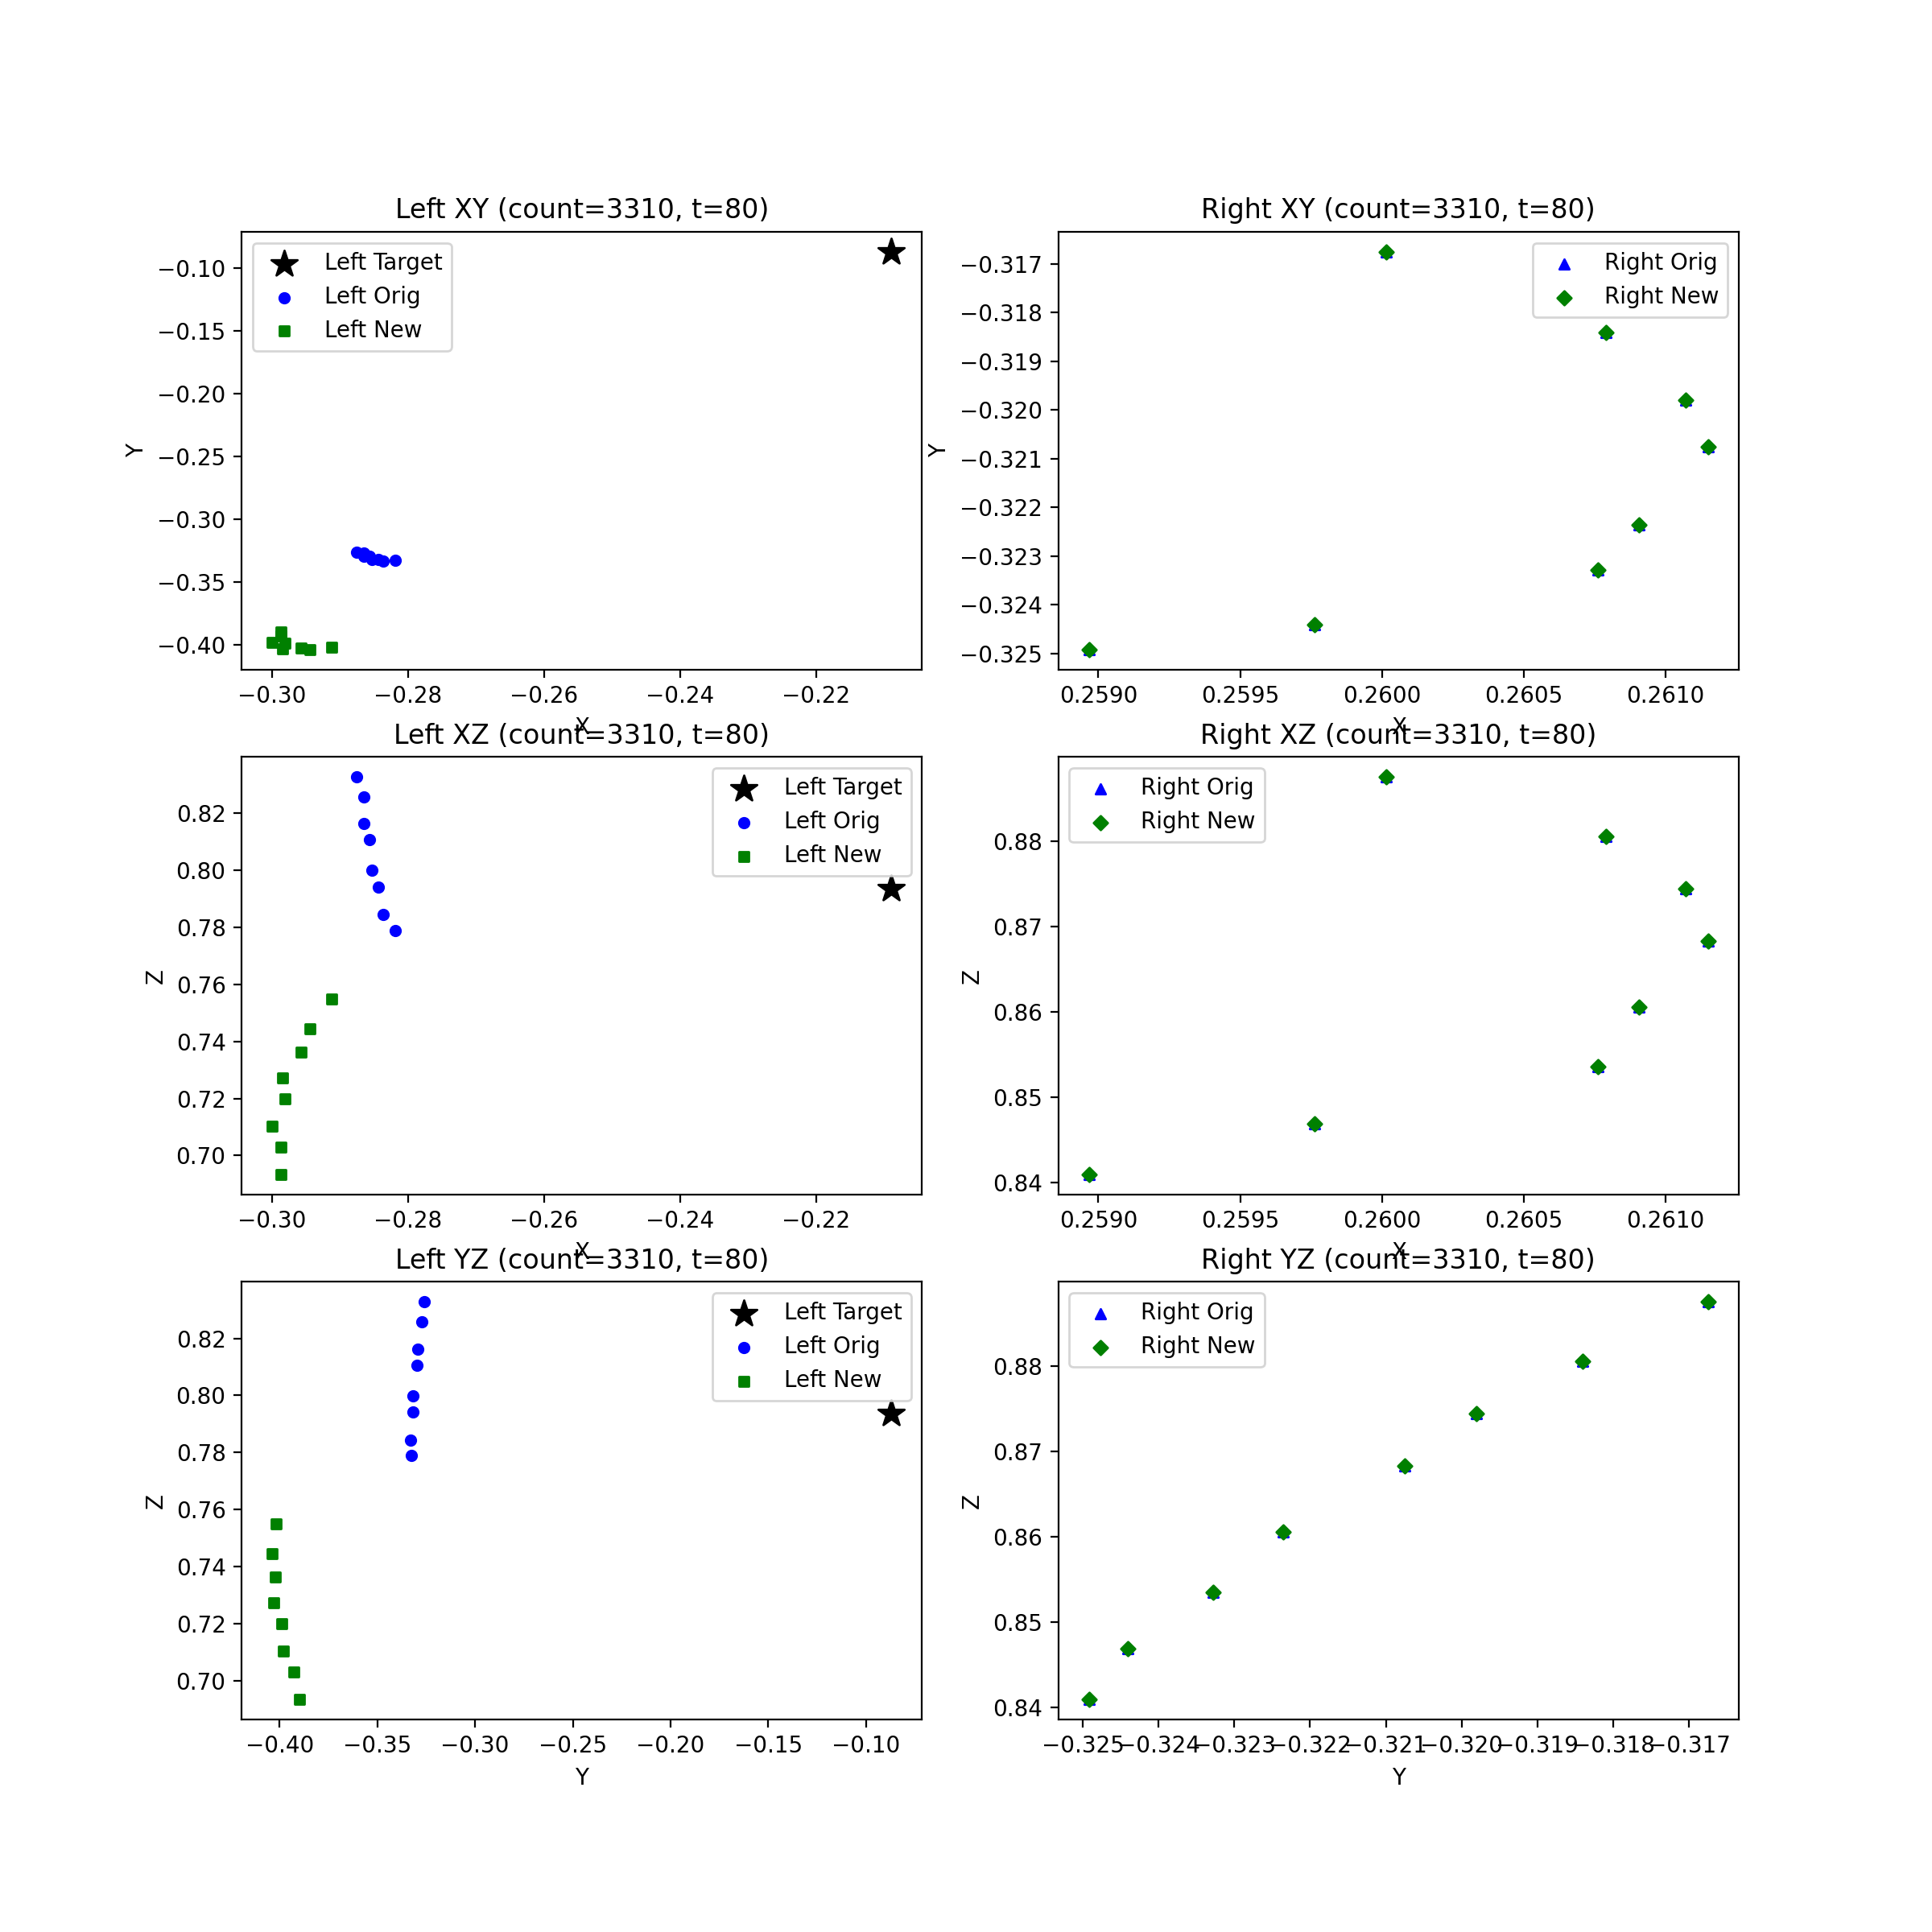 Left XY (count=3310, t=80)
Left Target
Left Orig
Left New
−0.10
−0.15
−0.20
−0.25
−0.30
−0.35
−0.40
Y
−0.30
−0.28
−0.26
−0.24
−0.22
X
Right XY (count=3310, t=80)
Right Orig
Right New
−0.317
−0.318
−0.319
−0.320
−0.321
−0.322
−0.323
−0.324
−0.325
Y
0.2590
0.2595
0.2600
0.2605
0.2610
X
Left XZ (count=3310, t=80)
Left Target
Left Orig
Left New
0.82
0.80
0.78
0.76
0.74
0.72
0.70
Z
−0.30
−0.28
−0.26
−0.24
−0.22
X
Right XZ (count=3310, t=80)
Right Orig
Right New
0.88
0.87
0.86
0.85
0.84
Z
0.2590
0.2595
0.2600
0.2605
0.2610
X
Left YZ (count=3310, t=80)
Left Target
Left Orig
Left New
0.82
0.80
0.78
0.76
0.74
0.72
0.70
Z
−0.40
−0.35
−0.30
−0.25
−0.20
−0.15
−0.10
Y
Right YZ (count=3310, t=80)
Right Orig
Right New
0.88
0.87
0.86
0.85
0.84
Z
−0.325
−0.324
−0.323
−0.322
−0.321
−0.320
−0.319
−0.318
−0.317
Y